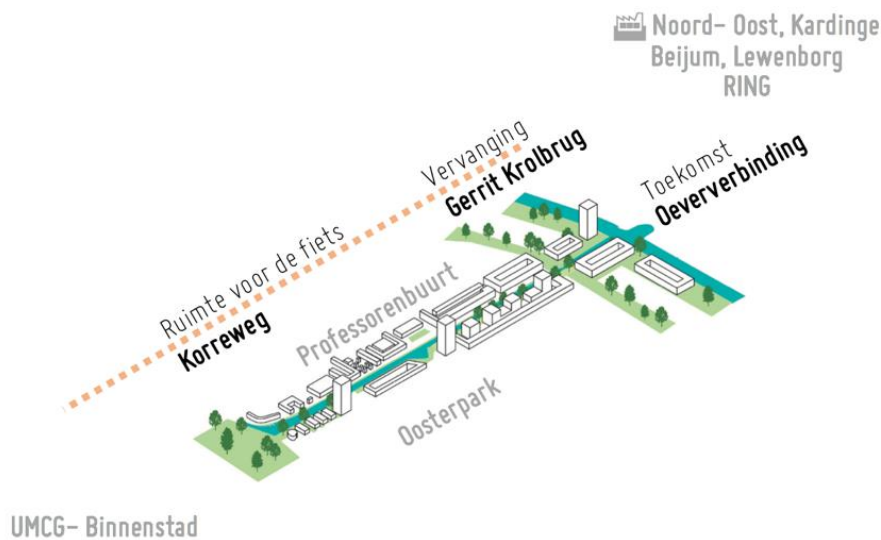 Noord- Oost, Kardinge
Beijum, Lewenborg
RING
Vervanging
Gerrit Krolbrug
Toekomst
Oeververbinding
Ruimte voor de fiets
Korreweg
Professorenbuurt
Oosterpark
UMCG- Binnenstad